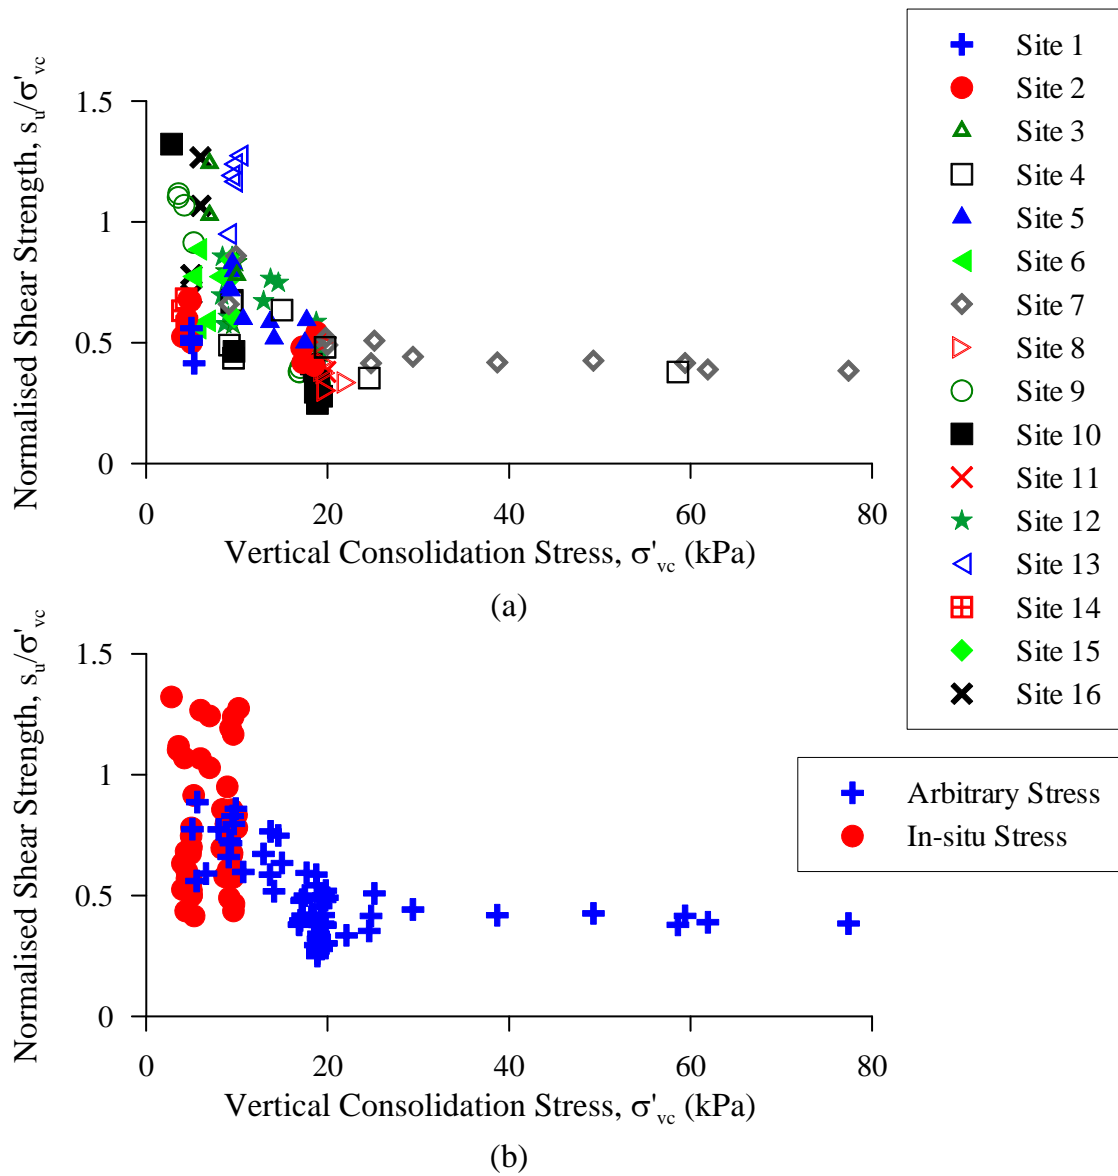 Normalised Shear Strength, su/σ'vc
1.5
1
0.5
0
0 20 40 60 80
Vertical Consolidation Stress, σ'vc (kPa)
(a)
Site 1
Site 2
Site 3
Site 4
Site 5
Site 6
Site 7
Site 8
Site 9
Site 10
Site 11
Site 12
Site 13
Site 14
Site 15
Site 16
Normalised Shear Strength, su/σ'vc
1.5
1
0.5
0
0 20 40 60 80
Vertical Consolidation Stress, σ'vc (kPa)
(b)
Arbitrary Stress
In-situ Stress